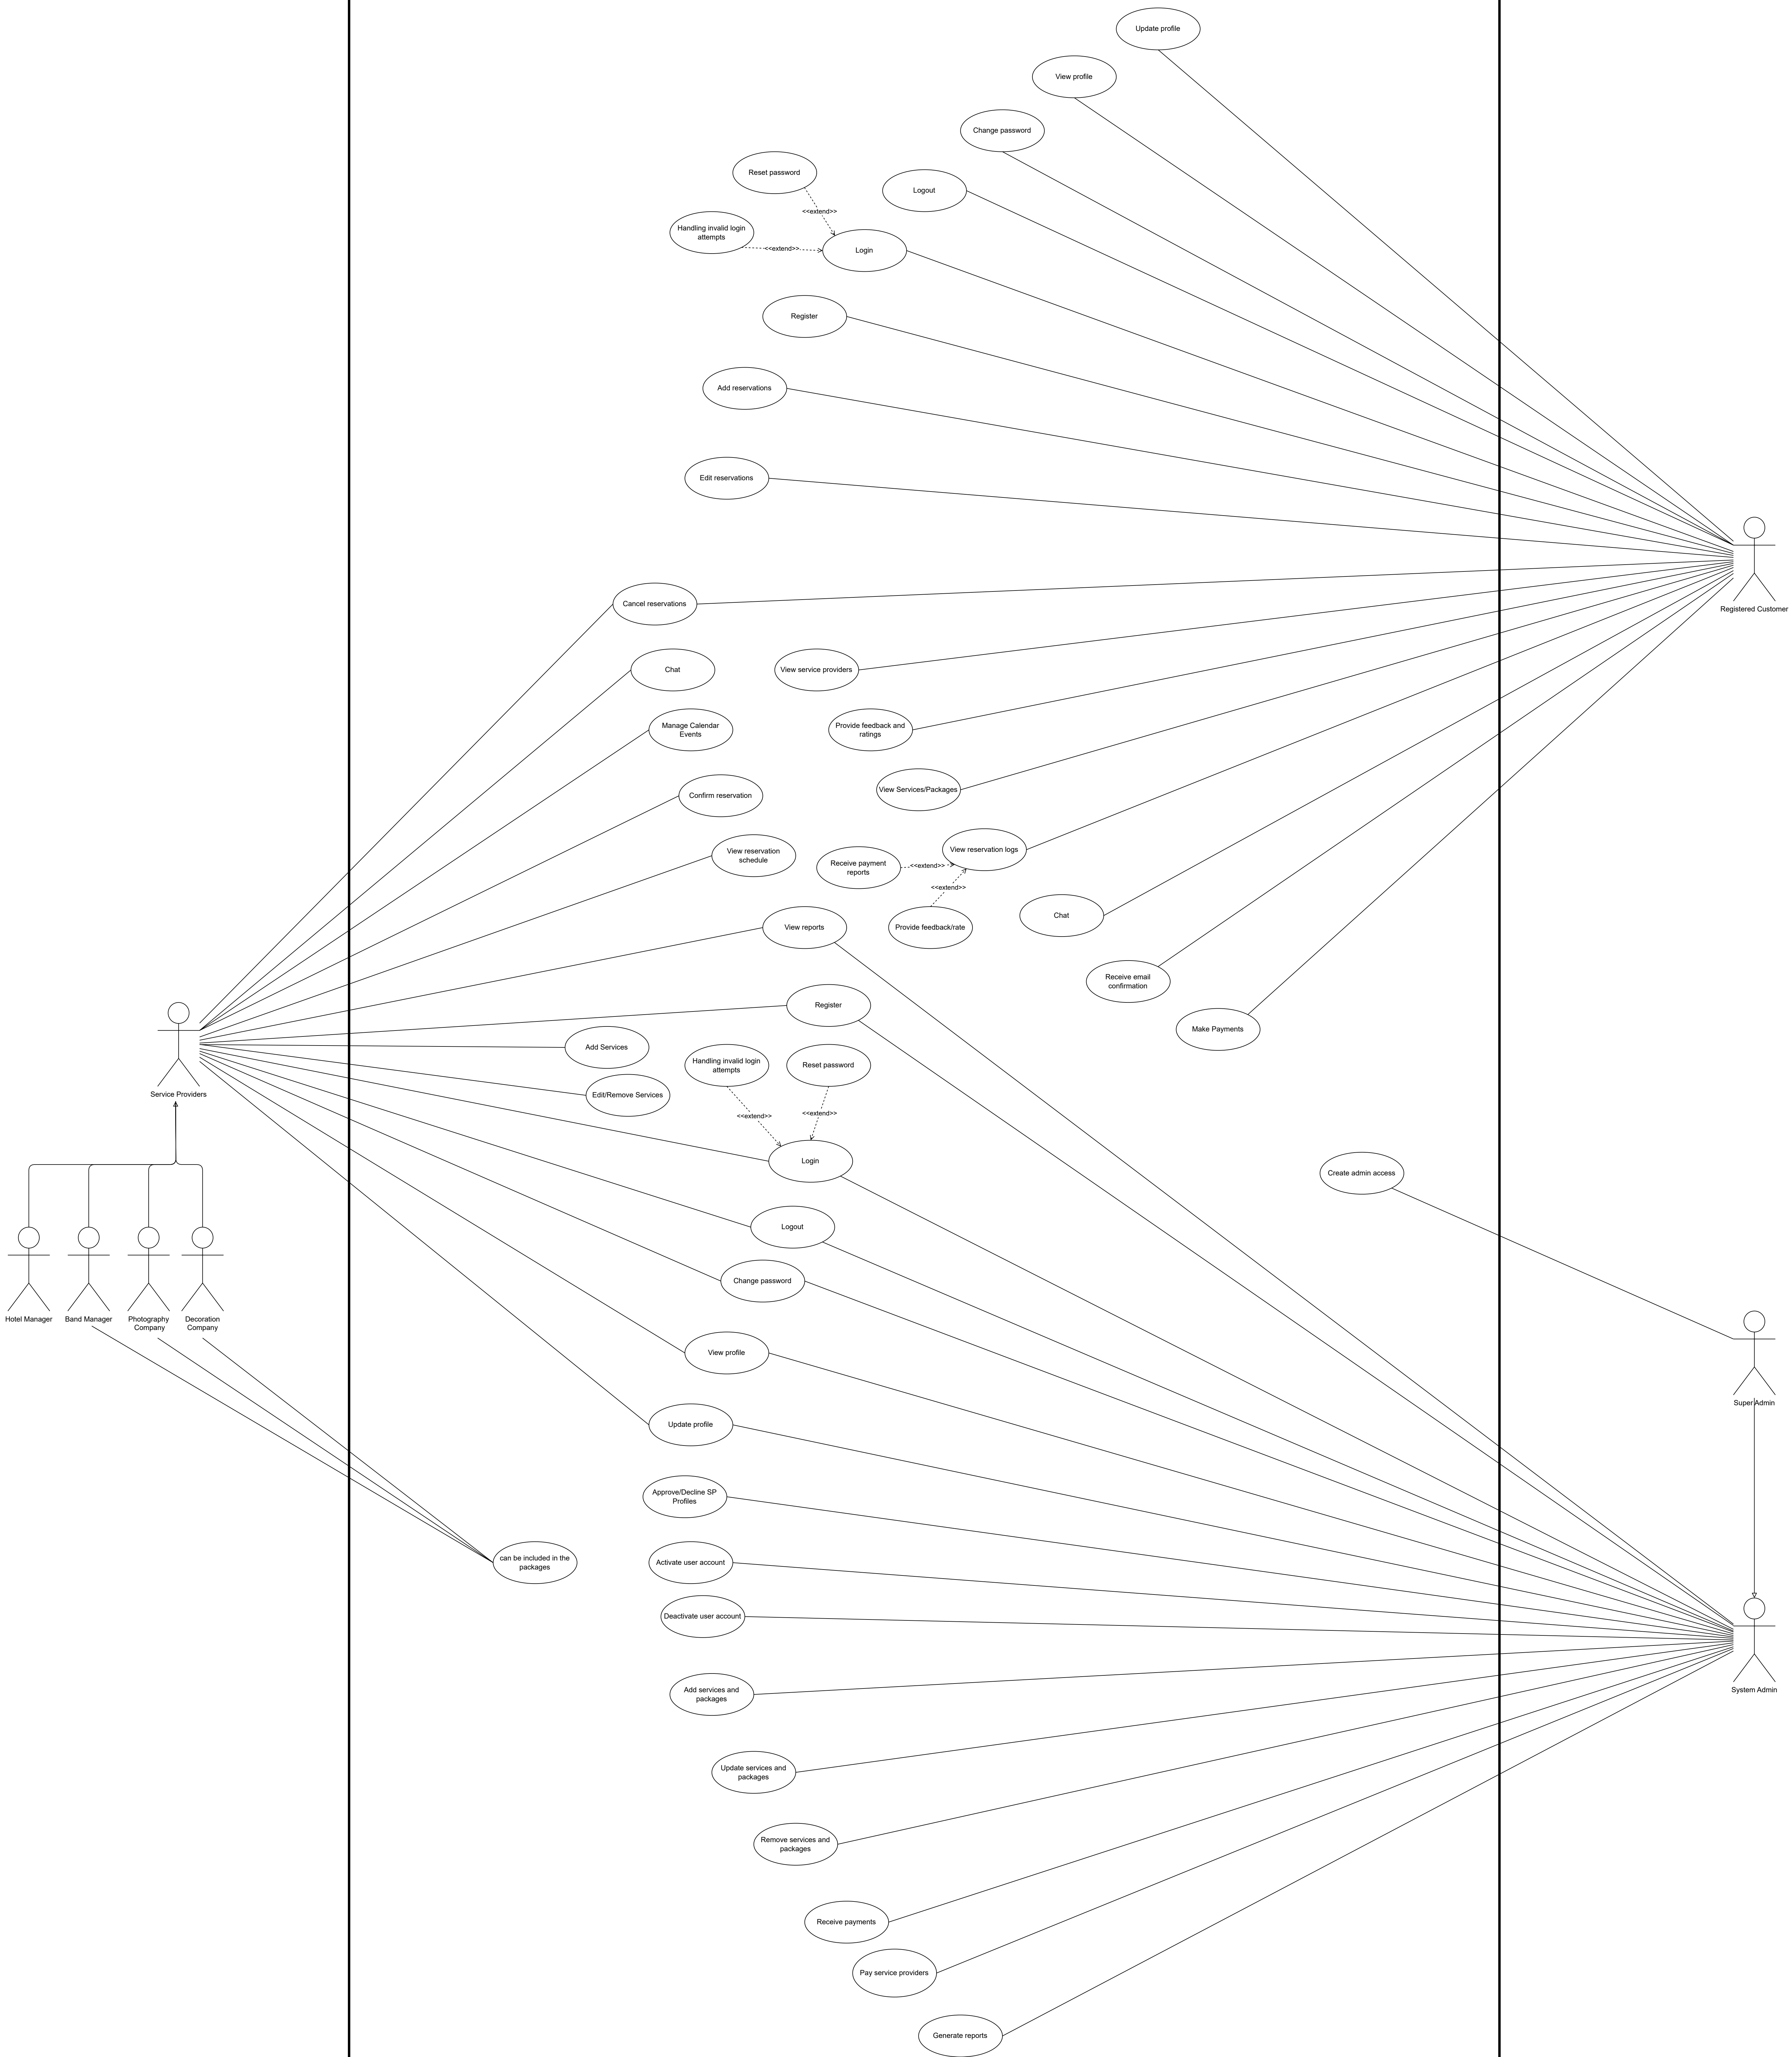 Update profile
View profile
Change password
Reset password
Logout
<<extend>>
Handling invalid login
attempts
<<extend>>
Login
Register
Add reservations
Edit reservations
Registered Customer
Cancel reservations
Chat
View service providers
Manage Calendar
Events
Provide feedback and
ratings
Confirm reservation
View Services/Packages
View reservation
schedule
View reservation logs
Receive payment
reports
<<extend>>
<<extend>>
Chat
View reports
Provide feedback/rate
Receive email
confirmation
Register
Make Payments
Add Services
Handling invalid login
attempts
Reset password
Service Providers
Edit/Remove Services
<<extend>>
<<extend>>
Login
Create admin access
Logout
Change password
Hotel Manager
Band Manager
Photography
Company
Decoration
Company
View profile
Super Admin
Update profile
Approve/Decline SP
Profiles
can be included in the
packages
Activate user account
Deactivate user account
System Admin
Add services and
packages
Update services and
packages
Remove services and
packages
Receive payments
Pay service providers
Generate reports